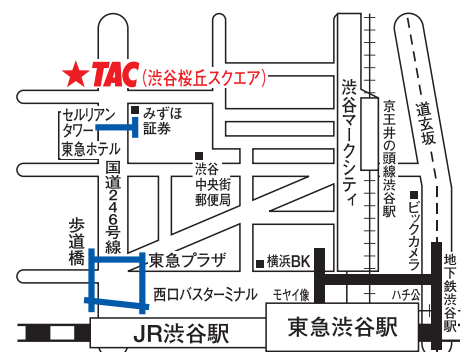 ★TAC(渋谷桜丘スクエア)
セルリアン
タワー
東急ホテル
みずほ
証券
渋谷
中央街
郵便局
国道246号線
渋谷マークシティ
京王井の頭線渋谷駅
道玄坂
ビックカメラ
歩道橋
東急プラザ
横浜BK
西口バスターミナル
モヤイ像
ハチ公
地下鉄渋谷駅
JR渋谷駅
東急渋谷駅